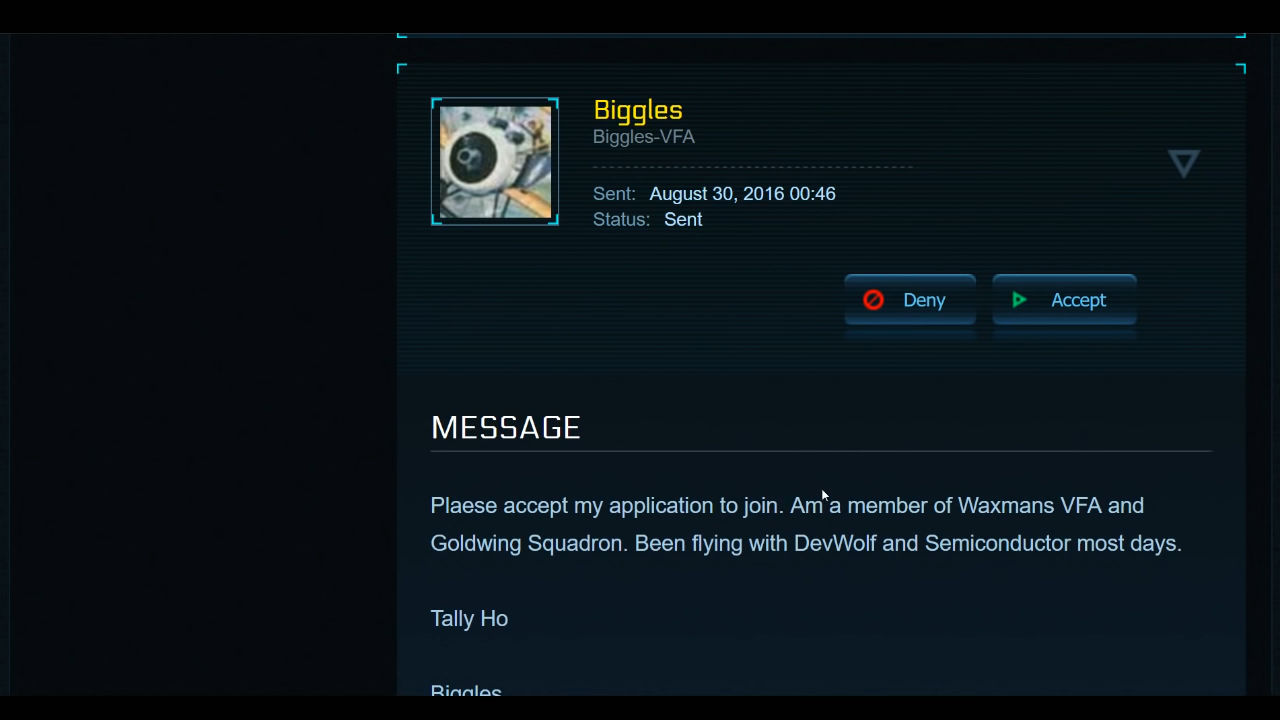 Biggles
Biggles-VFA
Sent: August 30, 2016 00:46
Status: Sent
Deny Accept
MESSAGE
Plaese accept my application to join. Am a member of Waxmans VFA and
Goldwing Squadron. Been flying with DevWolf and Semiconductor most days.
Tally Ho
Biggles